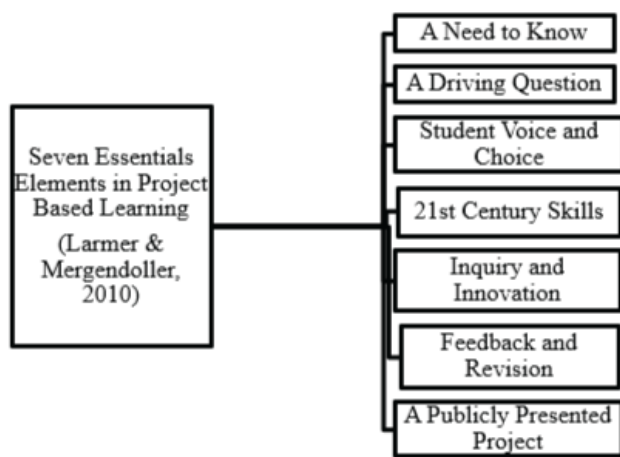 Seven Essentials
Elements in Project
Based Learning
(Larmer &
Mergendoller,
2010)
A Need to Know
A Driving Question
Student Voice and
Choice
21st Century Skills
Inquiry and
Innovation
Feedback and
Revision
A Publicly Presented
Project